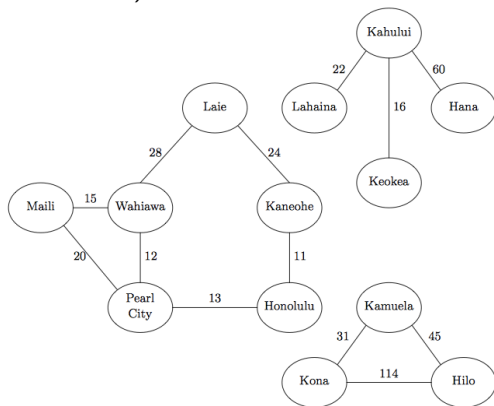 Kahului
22
60
Lahaina
16
Hana
Laie
28
24
Keokea
15
Maili
Wahiawa
Kaneohe
20
12
11
Pearl
City
13
Honolulu
Kamuela
31
45
Kona
114
Hilo